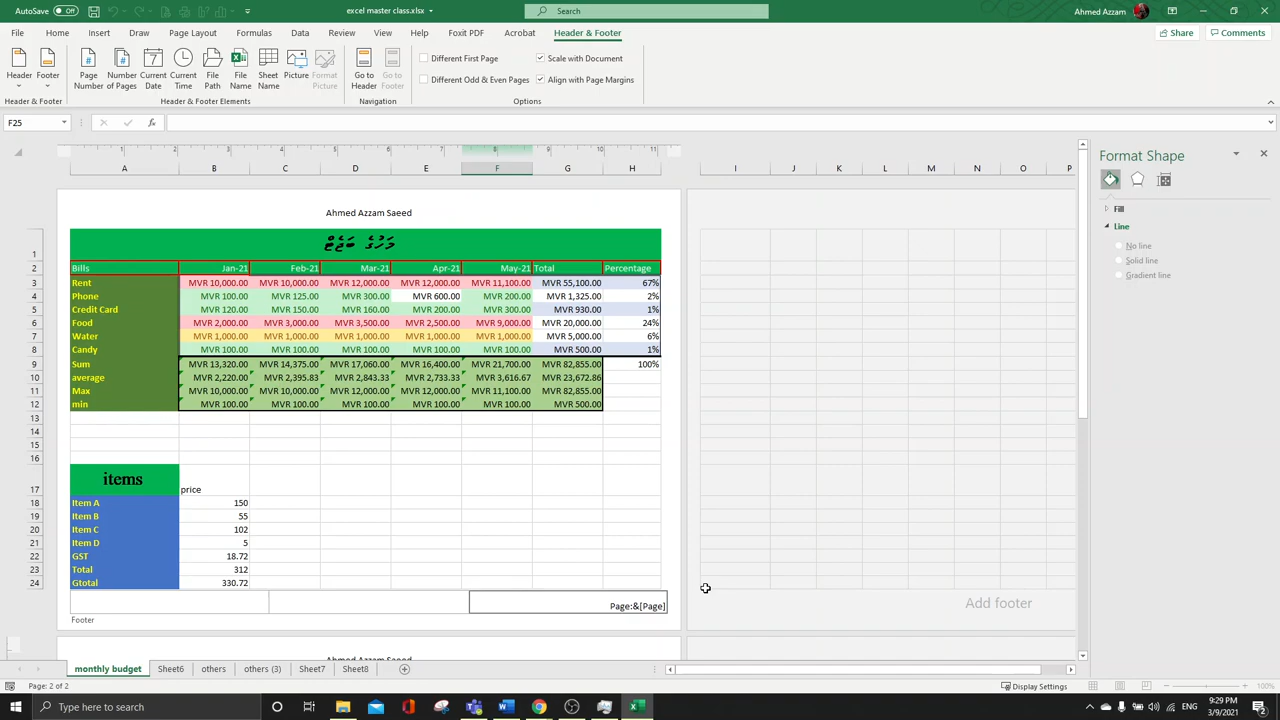 AutoSave Off excel master class.xlsx Search Ahmed Azzam
File Home Insert Draw Page Layout Formulas Data Review View Help Foxit PDF Acrobat Header & Footer Share Comments
Header Footer Page Number Number of Pages Current Date Current Time File Path File Name Sheet Name Picture Format Picture Go to Header Go to Footer
Different First Page Scale with Document
Different Odd & Even Pages Align with Page Margins
Header & Footer Header & Footer Elements Navigation Options
F25 fx
1 2 3 4 5 6 7 8 9 10 11
A B C D E F G H I J K L M N O P
Ahmed Azzam Saeed
1 މަހުގެ ބަޖެޓް
2 Bills Jan-21 Feb-21 Mar-21 Apr-21 May-21 Total Percentage
3 Rent MVR 10,000.00 MVR 10,000.00 MVR 12,000.00 MVR 12,000.00 MVR 11,100.00 MVR 55,100.00 67%
4 Phone MVR 100.00 MVR 125.00 MVR 300.00 MVR 600.00 MVR 200.00 MVR 1,325.00 2%
5 Credit Card MVR 120.00 MVR 150.00 MVR 160.00 MVR 200.00 MVR 300.00 MVR 930.00 1%
6 Food MVR 2,000.00 MVR 3,000.00 MVR 3,500.00 MVR 2,500.00 MVR 9,000.00 MVR 20,000.00 24%
7 Water MVR 1,000.00 MVR 1,000.00 MVR 1,000.00 MVR 1,000.00 MVR 1,000.00 MVR 5,000.00 6%
8 Candy MVR 100.00 MVR 100.00 MVR 100.00 MVR 100.00 MVR 100.00 MVR 500.00 1%
9 Sum MVR 13,320.00 MVR 14,375.00 MVR 17,060.00 MVR 16,400.00 MVR 21,700.00 MVR 82,855.00 100%
10 average MVR 2,220.00 MVR 2,395.83 MVR 2,843.33 MVR 2,733.33 MVR 3,616.67 MVR 23,672.86
11 Max MVR 10,000.00 MVR 10,000.00 MVR 12,000.00 MVR 12,000.00 MVR 11,100.00 MVR 82,855.00
12 min MVR 100.00 MVR 100.00 MVR 100.00 MVR 100.00 MVR 100.00 MVR 500.00
13
14
15
16
17 items price
18 Item A 150
19 Item B 55
20 Item C 102
21 Item D 5
22 GST 18.72
23 Total 312
24 Gtotal 330.72
Page:&[Page] Add footer
Footer
Format Shape
Fill
Line
No line
Solid line
Gradient line
monthly budget Sheet6 others others (3) Sheet7 Sheet8
Page: 2 of 2 Display Settings 100%
Type here to search ENG 9:29 PM
3/9/2021